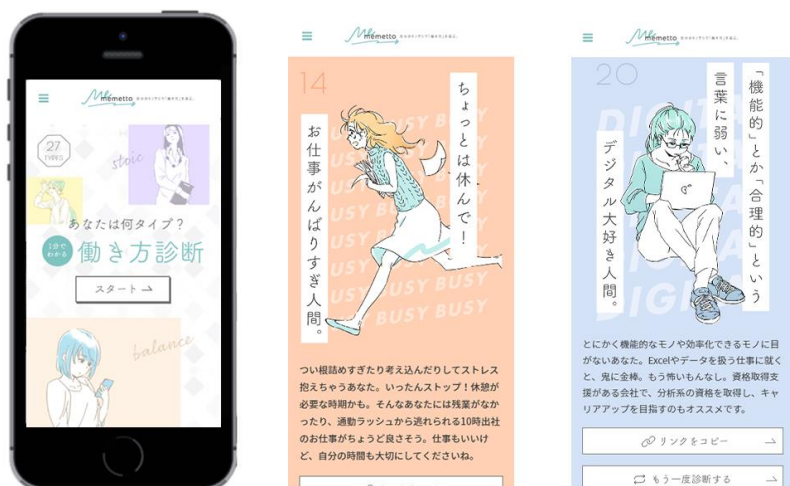 Me
memetto
27
TYPES
stoic
あなたは何タイプ？
1分で
わかる
働き方診断
スタート
balance
Me
memetto
14
ちょっとは休んで！
お仕事がんばりすぎ人間。
BUSY BUSY
つい根詰めすぎたり考え込んだりしてストレス
抱えちゃうあなた。いったんストップ！休憩が
必要な時期かも。そんなあなたには残業がなか
ったり、通勤ラッシュから逃れられる10時出社
のお仕事がちょうど良さそう。仕事もいいけ
ど、自分の時間も大切にしてくださいね。
Me
memetto
20
「機能的」とか「合理的」という
言葉に弱い、
デジタル大好き人間。
とにかく機能的なモノや効率化できるモノに目
がないあなた。Excelやデータを扱う仕事に就く
と、鬼に金棒。もう怖いもんなし。資格取得支
援がある会社で、分析系の資格を取得し、キャ
リアアップを目指すのもオススメです。
リンクをコピー
もう一度診断する